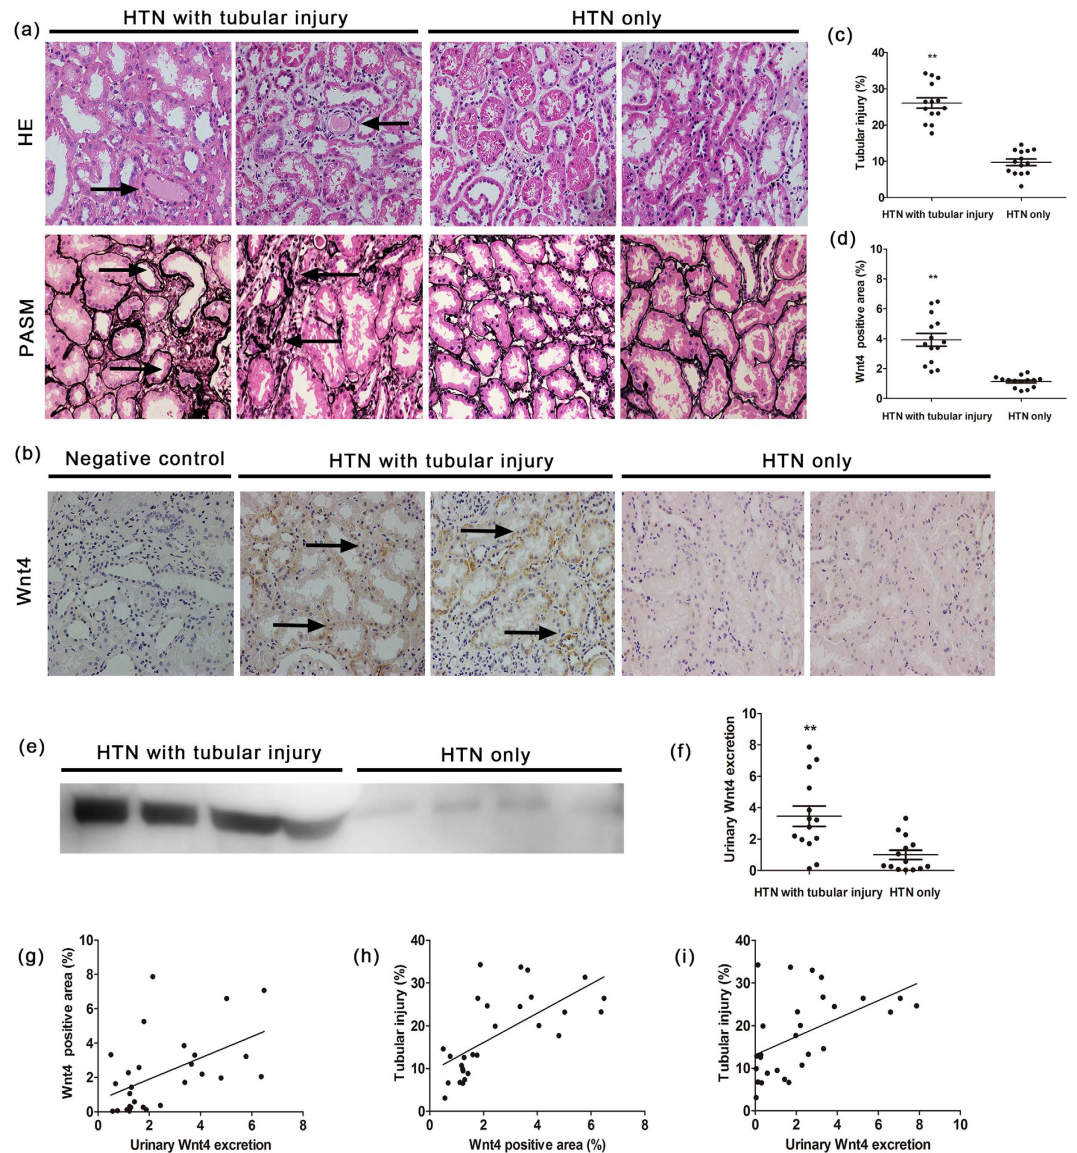 (a)
HTN with tubular injury
HTN only
HE
PASM
(c)
Tubular injury (%)
40
30
20
10
0
**
HTN with tubular injury
HTN only
(d)
Wnt4 positive area (%)
10
8
6
4
2
0
**
HTN with tubular injury
HTN only
(b)
Negative control
HTN with tubular injury
HTN only
Wnt4
(e)
HTN with tubular injury
HTN only
(f)
Urinary Wnt4 excretion
10
8
6
4
2
0
**
HTN with tubular injury
HTN only
(g)
Wnt4 positive area (%)
10
8
6
4
2
0
0
2
4
6
8
Urinary Wnt4 excretion
(h)
Tubular injury (%)
40
30
20
10
0
0
2
4
6
8
Wnt4 positive area (%)
(i)
Tubular injury (%)
40
30
20
10
0
0
2
4
6
8
10
Urinary Wnt4 excretion